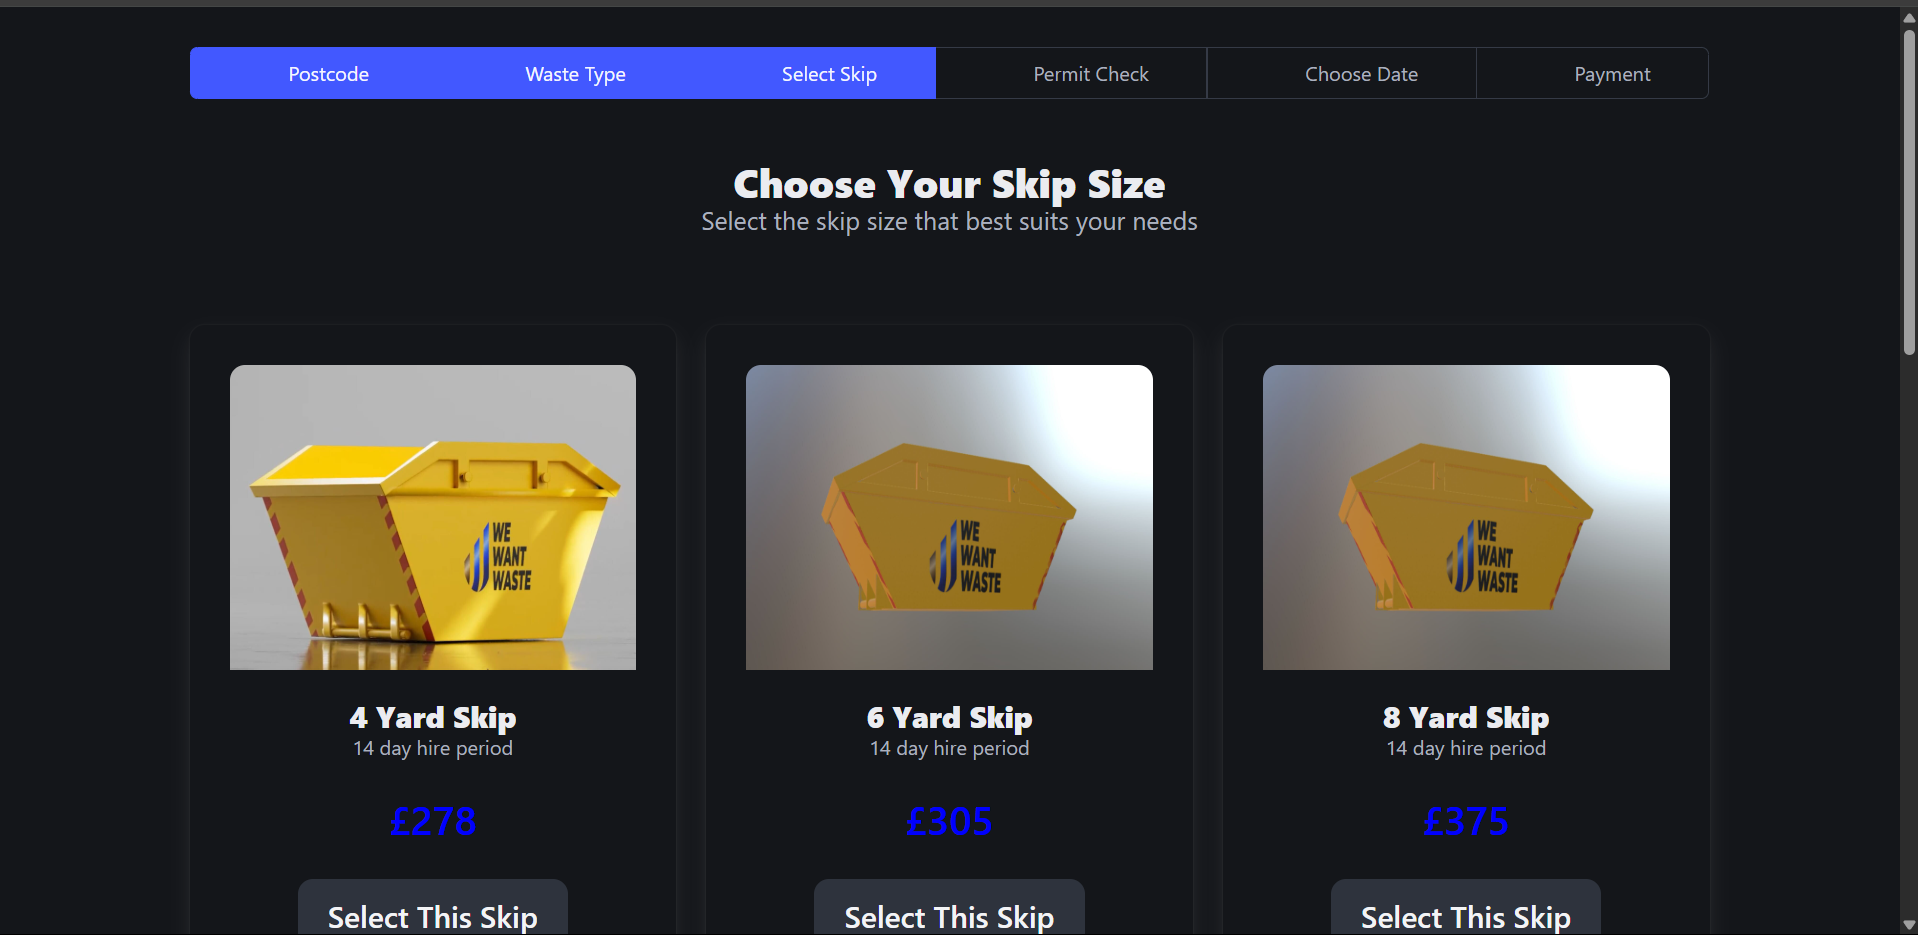 Postcode Waste Type Select Skip Permit Check Choose Date Payment
Choose Your Skip Size
Select the skip size that best suits your needs
WE
WANT
WASTE
WE
WANT
WASTE
WE
WANT
WASTE
4 Yard Skip
14 day hire period
£278
Select This Skip
6 Yard Skip
14 day hire period
£305
Select This Skip
8 Yard Skip
14 day hire period
£375
Select This Skip